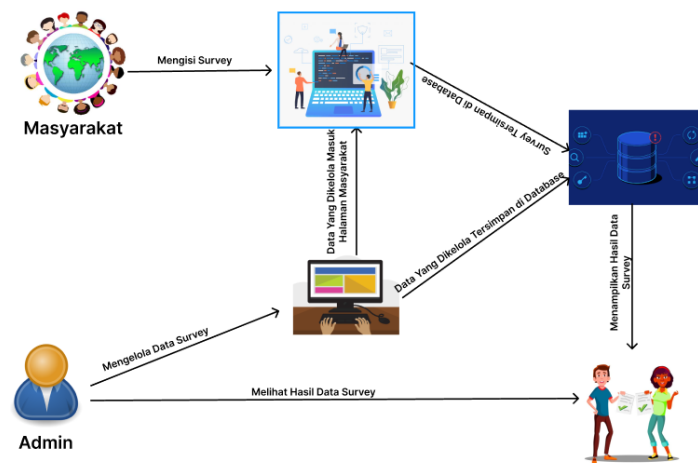 Mengisi Survey
Masyarakat
Survey Tersimpan di Database
Data Yang Dikelola Masuk
Halaman Masyarakat
Data Yang Dikelola Tersimpan di Database
Menampilkan Hasil Data
Survey
Mengelola Data Survey
Melihat Hasil Data Survey
Admin